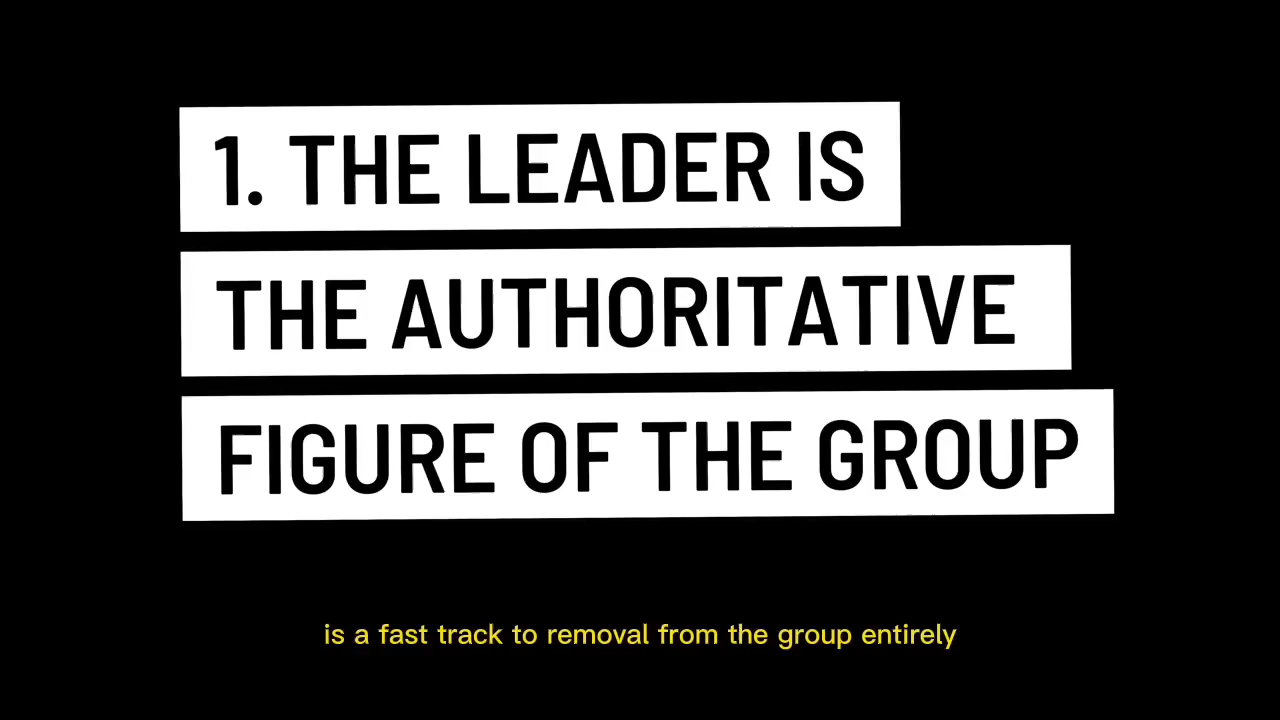 1. THE LEADER IS
THE AUTHORITATIVE
FIGURE OF THE GROUP
is a fast track to removal from the group entirely